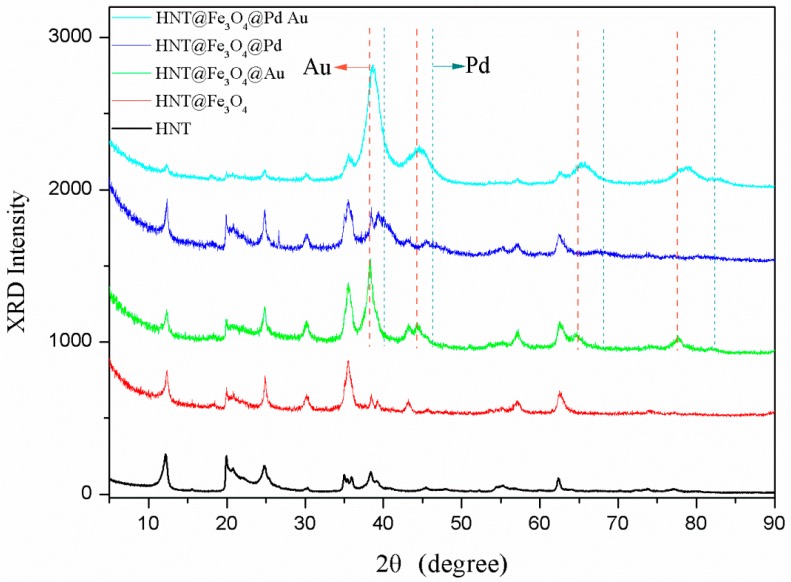 3000
2000
1000
0
XRD Intensity
HNT@Fe₃O₄@Pd Au
HNT@Fe₃O₄@Pd
HNT@Fe₃O₄@Au
HNT@Fe₃O₄
HNT
Au
Pd
10 20 30 40 50 60 70 80 90
2θ (degree)